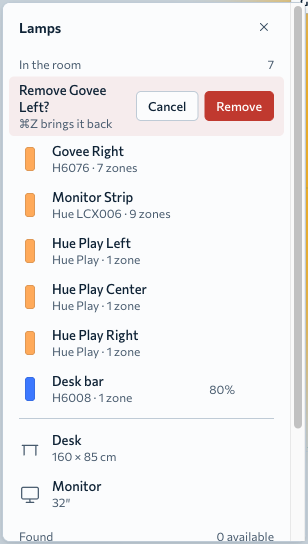 Lamps
In the room 7
Remove Govee
Left?
⌘Z brings it back
Cancel Remove
Govee Right
H6076 · 7 zones
Monitor Strip
Hue LCX006 · 9 zones
Hue Play Left
Hue Play · 1 zone
Hue Play Center
Hue Play · 1 zone
Hue Play Right
Hue Play · 1 zone
Desk bar
H6008 · 1 zone
80%
Desk
160 × 85 cm
Monitor
32″
Found 0 available